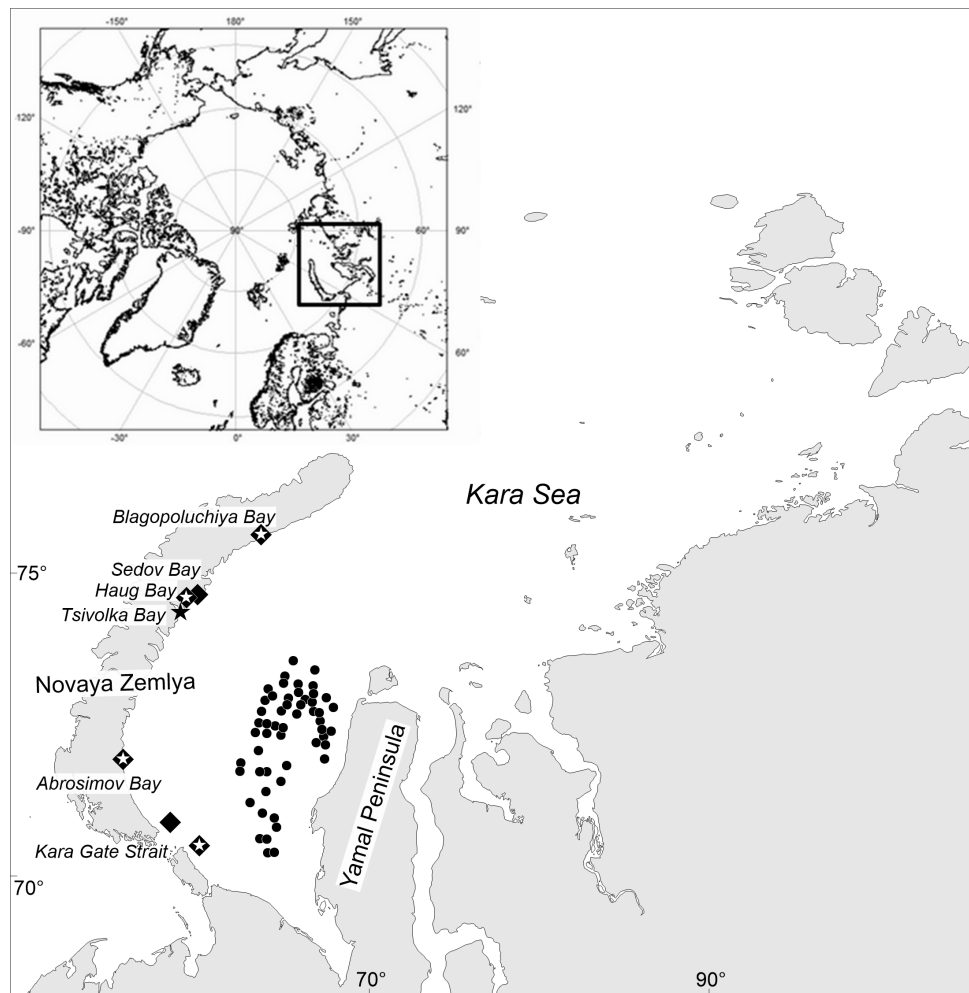 -150° 180° 150°
-120° 120°
-90° 90° 60° 90°
-60° 60°
-30° 0° 30°
Kara Sea
Blagopoluchiya Bay
75°
Sedov Bay
Haug Bay
Tsivolka Bay
Novaya Zemlya
Yamal Peninsula
Abrosimov Bay
Kara Gate Strait
70°
70° 90°